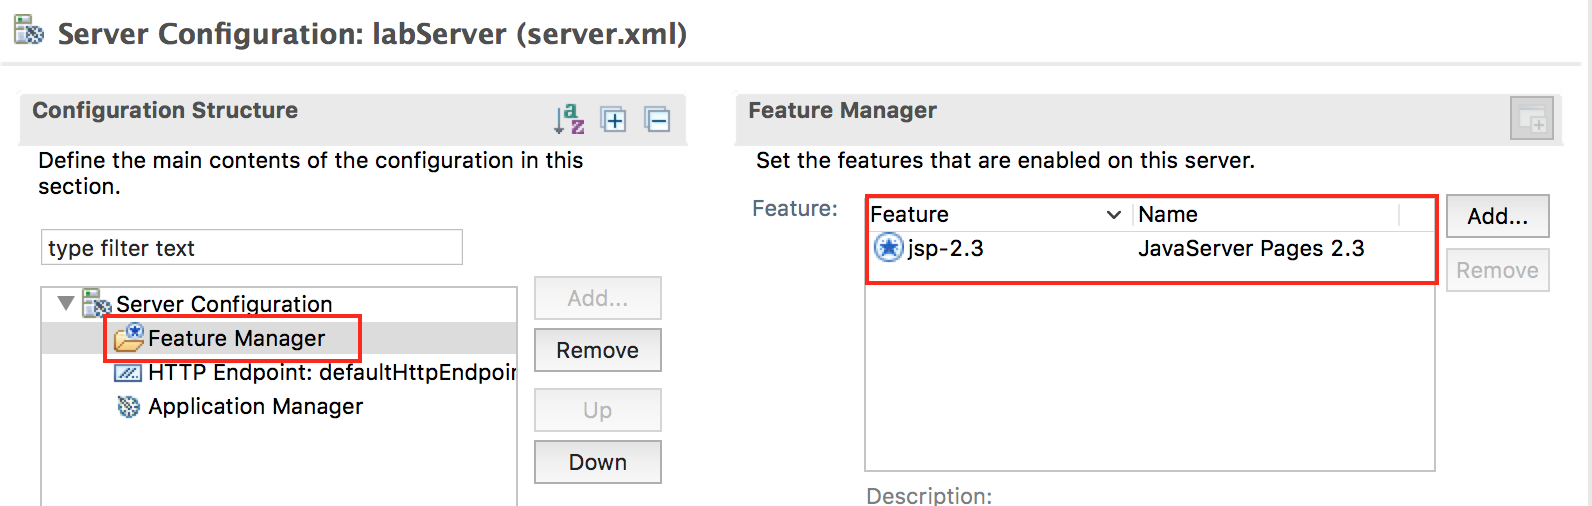 Server Configuration: labServer (server.xml)
Configuration Structure
a
z
Define the main contents of the configuration in this
section.
type filter text
Server Configuration
Feature Manager
HTTP Endpoint: defaultHttpEndpoin
Application Manager
Add...
Remove
Up
Down
Feature Manager
Set the features that are enabled on this server.
Feature:
Feature Name
jsp-2.3 JavaServer Pages 2.3
Add...
Remove
Description: